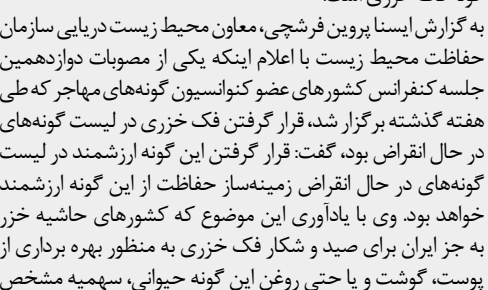 به گزارش ایسنا پروین فرشچی، معاون محیط زیست دریایی سازمان
حفاظت محیط زیست با اعلام اینکه یکی از مصوبات دوازدهمین
جلسه کنفرانس کشورهای عضو کنوانسیون گونه‌های مهاجر که طی
هفته گذشته برگزار شد، قرار گرفتن فک خزری در لیست گونه‌های
در حال انقراض بود، گفت: قرار گرفتن این گونه ارزشمند در لیست
گونه‌های در حال انقراض زمینه‌ساز حفاظت از این گونه ارزشمند
خواهد بود. وی با یادآوری این موضوع که کشورهای حاشیه خزر
به جز ایران برای صید و شکار فک خزری به منظور بهره برداری از
پوست، گوشت و یا حتی روغن این گونه حیوانی، سهمیه مشخص